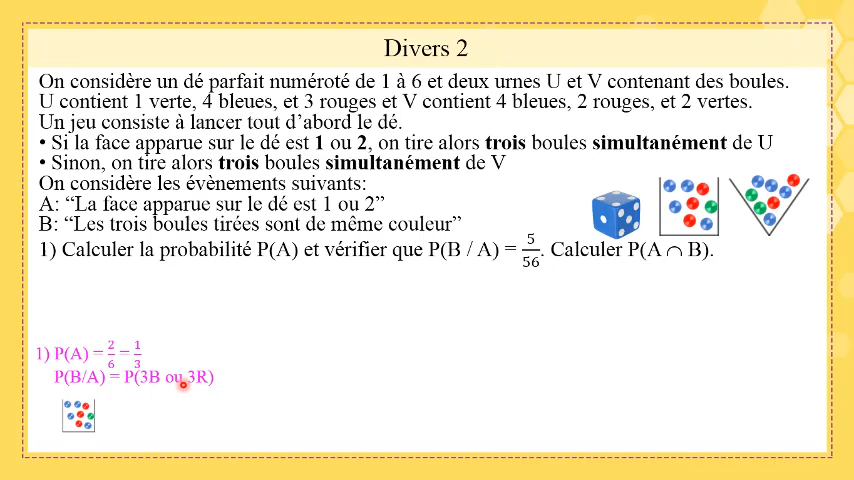 Divers 2
On considère un dé parfait numéroté de 1 à 6 et deux urnes U et V contenant des boules.
U contient 1 verte, 4 bleues, et 3 rouges et V contient 4 bleues, 2 rouges, et 2 vertes.
Un jeu consiste à lancer tout d’abord le dé.
• Si la face apparue sur le dé est 1 ou 2, on tire alors trois boules simultanément de U
• Sinon, on tire alors trois boules simultanément de V
On considère les évènements suivants:
A: “La face apparue sur le dé est 1 ou 2”
B: “Les trois boules tirées sont de même couleur”
1) Calculer la probabilité P(A) et vérifier que P(B / A) = 5/56. Calculer P(A ∩ B).
1) P(A) = 2/6 = 1/3
P(B/A) = P(3B ou 3R)